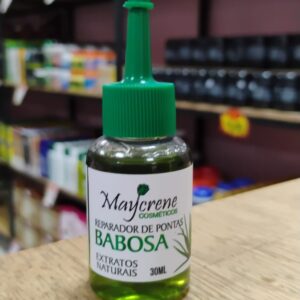 Maycrene
COSMÉTICOS
REPARADOR DE PONTAS
BABOSA
EXTRATOS
NATURAIS
30ML